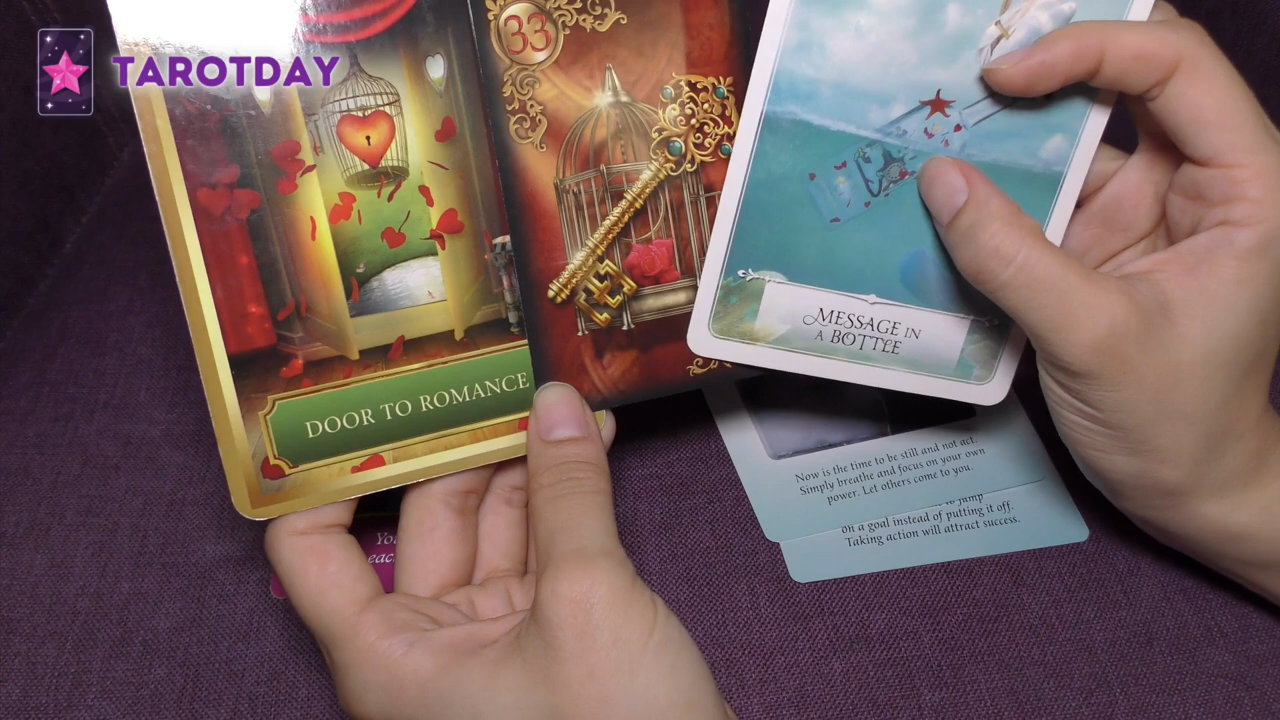 TAROTDAY
33
DOOR TO ROMANCE
MESSAGE IN
A BOTTLE
Now is the time to be still and not act.
Simply breathe and focus on your own
power. Let others come to you.
to jump
on a goal instead of putting it off.
Taking action will attract success.